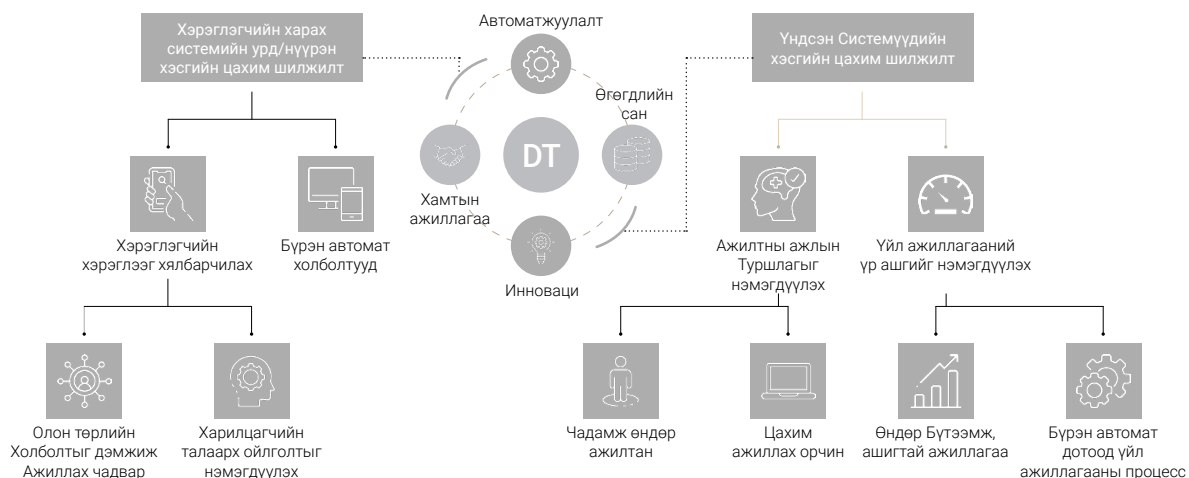 Хэрэглэгчийн харах
системийн урд/нүүрэн
хэсгийн цахим шилжилт
Автоматжуулалт
Үндсэн Системүүдийн
хэсгийн цахим шилжилт
Өгөгдлийн
сан
DT
Хамтын
ажиллагаа
Инноваци
Хэрэглэгчийн
хэрэглээг хялбарчилах
Бүрэн автомат
холболтууд
Ажилтны ажлын
Туршлагыг
нэмэгдүүлэх
Үйл ажиллагааний
үр ашгийг нэмэгдүүлэх
Олон төрлийн
Холболтыг дэмжиж
Ажиллах чадвар
Харилцагчийн
талаарх ойлголтыг
нэмэгдүүлэх
Чадамж өндөр
ажилтан
Цахим
ажиллах орчин
Өндөр Бүтээмж,
ашигтай ажиллагаа
Бүрэн автомат
дотоод үйл
ажиллагааны процесс